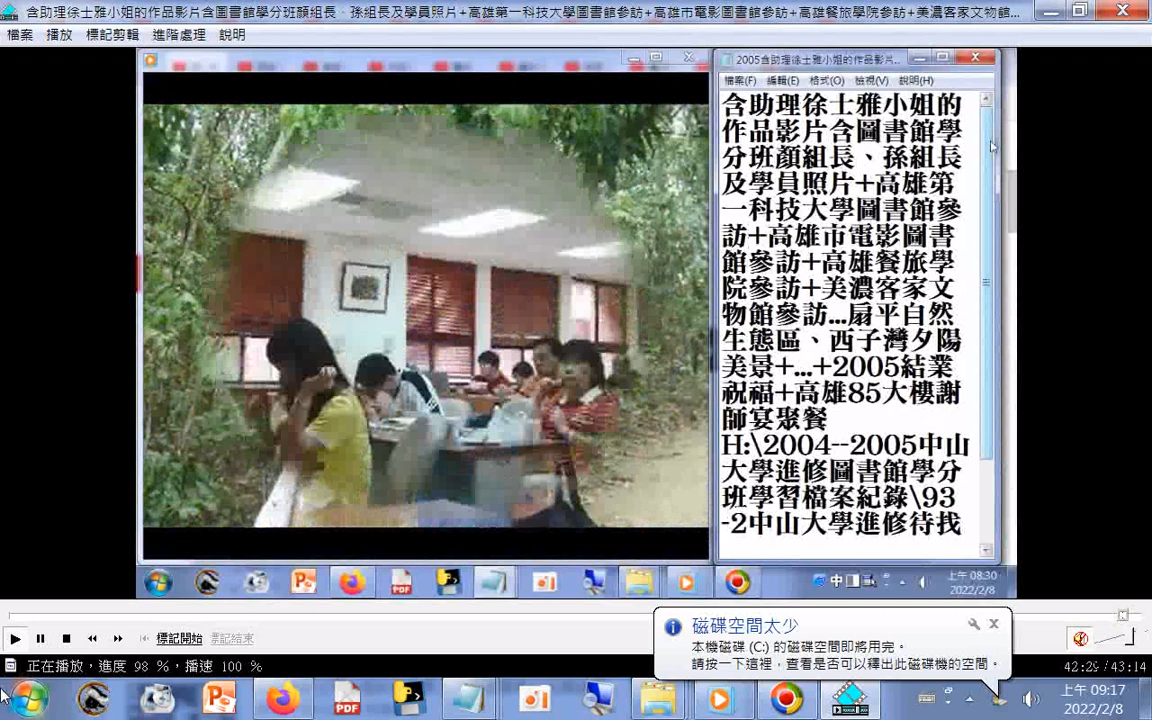 含助理徐士雅小姐的作品影片含圖書館學分班顏組長、孫組長及學員照片+高雄第一科技大學圖書館參訪+高雄市電影圖書館參訪+高雄餐旅學院參訪+美濃客家文物館...
檔案 播放 標記剪輯 進階處理 說明
2005含助理徐士雅小姐的作品影片...
檔案(F) 編輯(E) 格式(O) 檢視(V) 說明(H)
含助理徐士雅小姐的
作品影片含圖書館學
分班顏組長、孫組長
及學員照片+高雄第
一科技大學圖書館參
訪+高雄市電影圖書
館參訪+高雄餐旅學
院參訪+美濃客家文
物館參訪...扇平自然
生態區、西子灣夕陽
美景+...+2005結業
祝福+高雄85大樓謝
師宴聚餐
H:\2004--2005中山
大學進修圖書館學分
班學習檔案紀錄\93
-2中山大學進修待找
中
上午 08:30
2022/2/8
標記開始 標記結束
磁碟空間太少
本機磁碟 (C:) 的磁碟空間即將用完。
請按一下這裡，查看是否可以釋出此磁碟機的空間。
正在播放，進度 98 %，播速 100 %
42:29/43:14
PDF
上午 09:17
2022/2/8